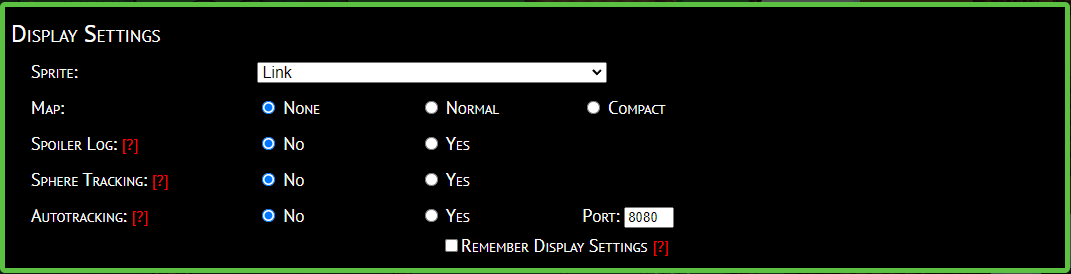 Display Settings
Sprite: Link
Map: None Normal Compact
Spoiler Log: [?] No Yes
Sphere Tracking: [?] No Yes
Autotracking: [?] No Yes Port: 8080
Remember Display Settings [?]